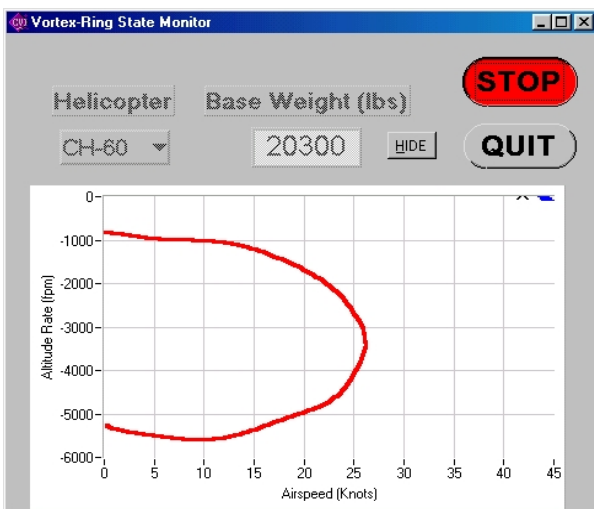 Vortex-Ring State Monitor
STOP
Helicopter Base Weight (lbs)
CH-60 20300 HIDE QUIT
0
-1000
-2000
-3000
-4000
-5000
-6000
Altitude Rate (fpm)
0 5 10 15 20 25 30 35 40 45
Airspeed (Knots)